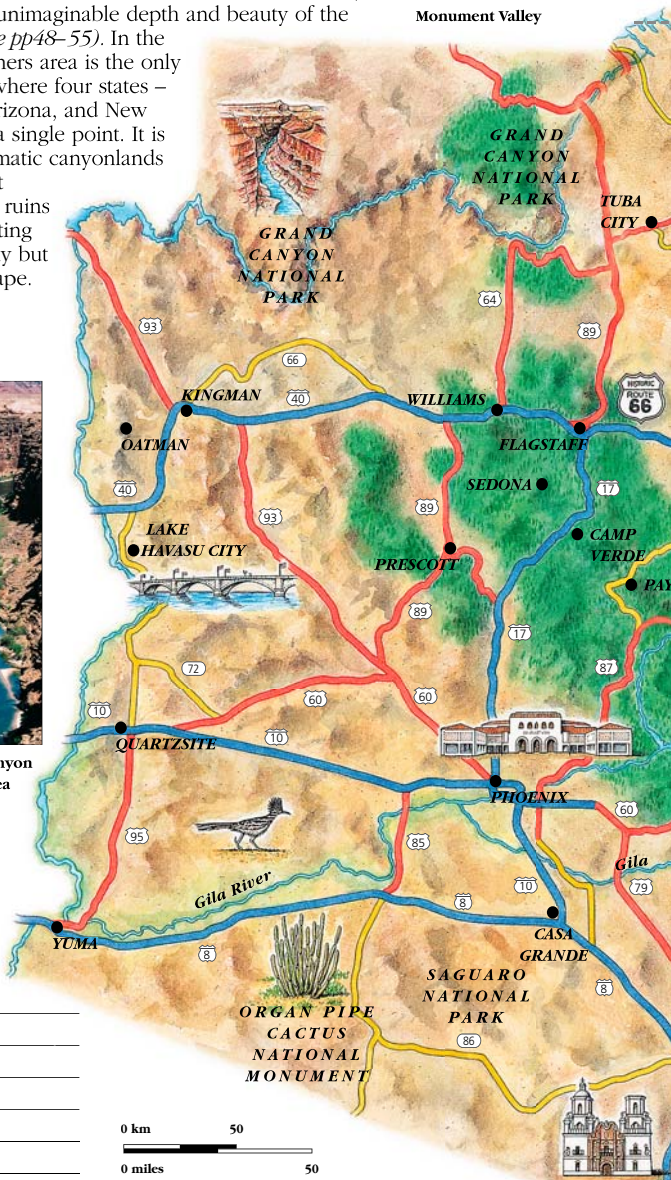 unimaginable depth and beauty of the
pp48–55). In the
ners area is the only
where four states –
rizona, and New
a single point. It is
matic canyonlands
t
ruins
ting
y but
upe.
Monument Valley
GRAND
CANYON
NATIONAL
PARK
TUBA
CITY
GRAND
CANYON
NATIONAL
PARK
93
64
89
66
KINGMAN
40
WILLIAMS
HISTORIC
ROUTE
66
OATMAN
FLAGSTAFF
40
SEDONA
17
93
89
LAKE
HAVASU CITY
CAMP
VERDE
PRESCOTT
PAY
89
17
72
87
60
60
10
QUARTZSITE
10
nyon
ea
PHOENIX
60
95
85
Gila
Gila River
10
79
8
YUMA
8
CASA
GRANDE
8
SAGUARO
NATIONAL
PARK
ORGAN PIPE
CACTUS
NATIONAL
MONUMENT
86
0 km 50
0 miles 50